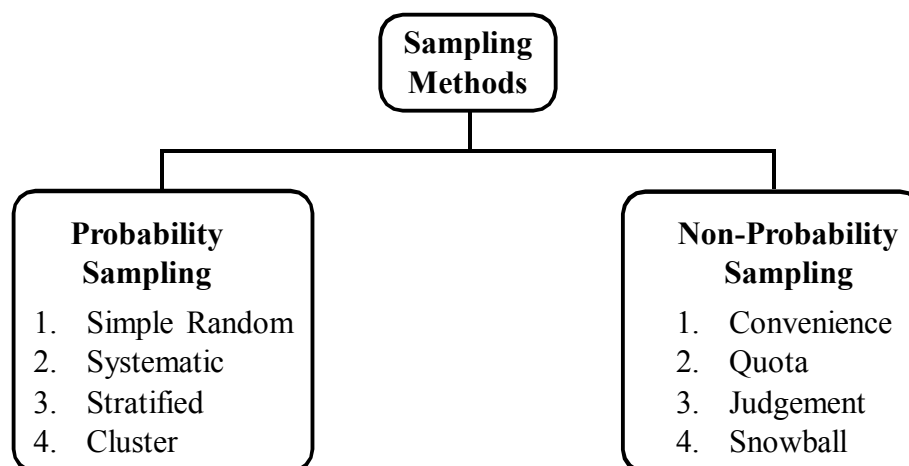 Sampling
Methods
Probability
Sampling
1. Simple Random
2. Systematic
3. Stratified
4. Cluster
Non-Probability
Sampling
1. Convenience
2. Quota
3. Judgement
4. Snowball